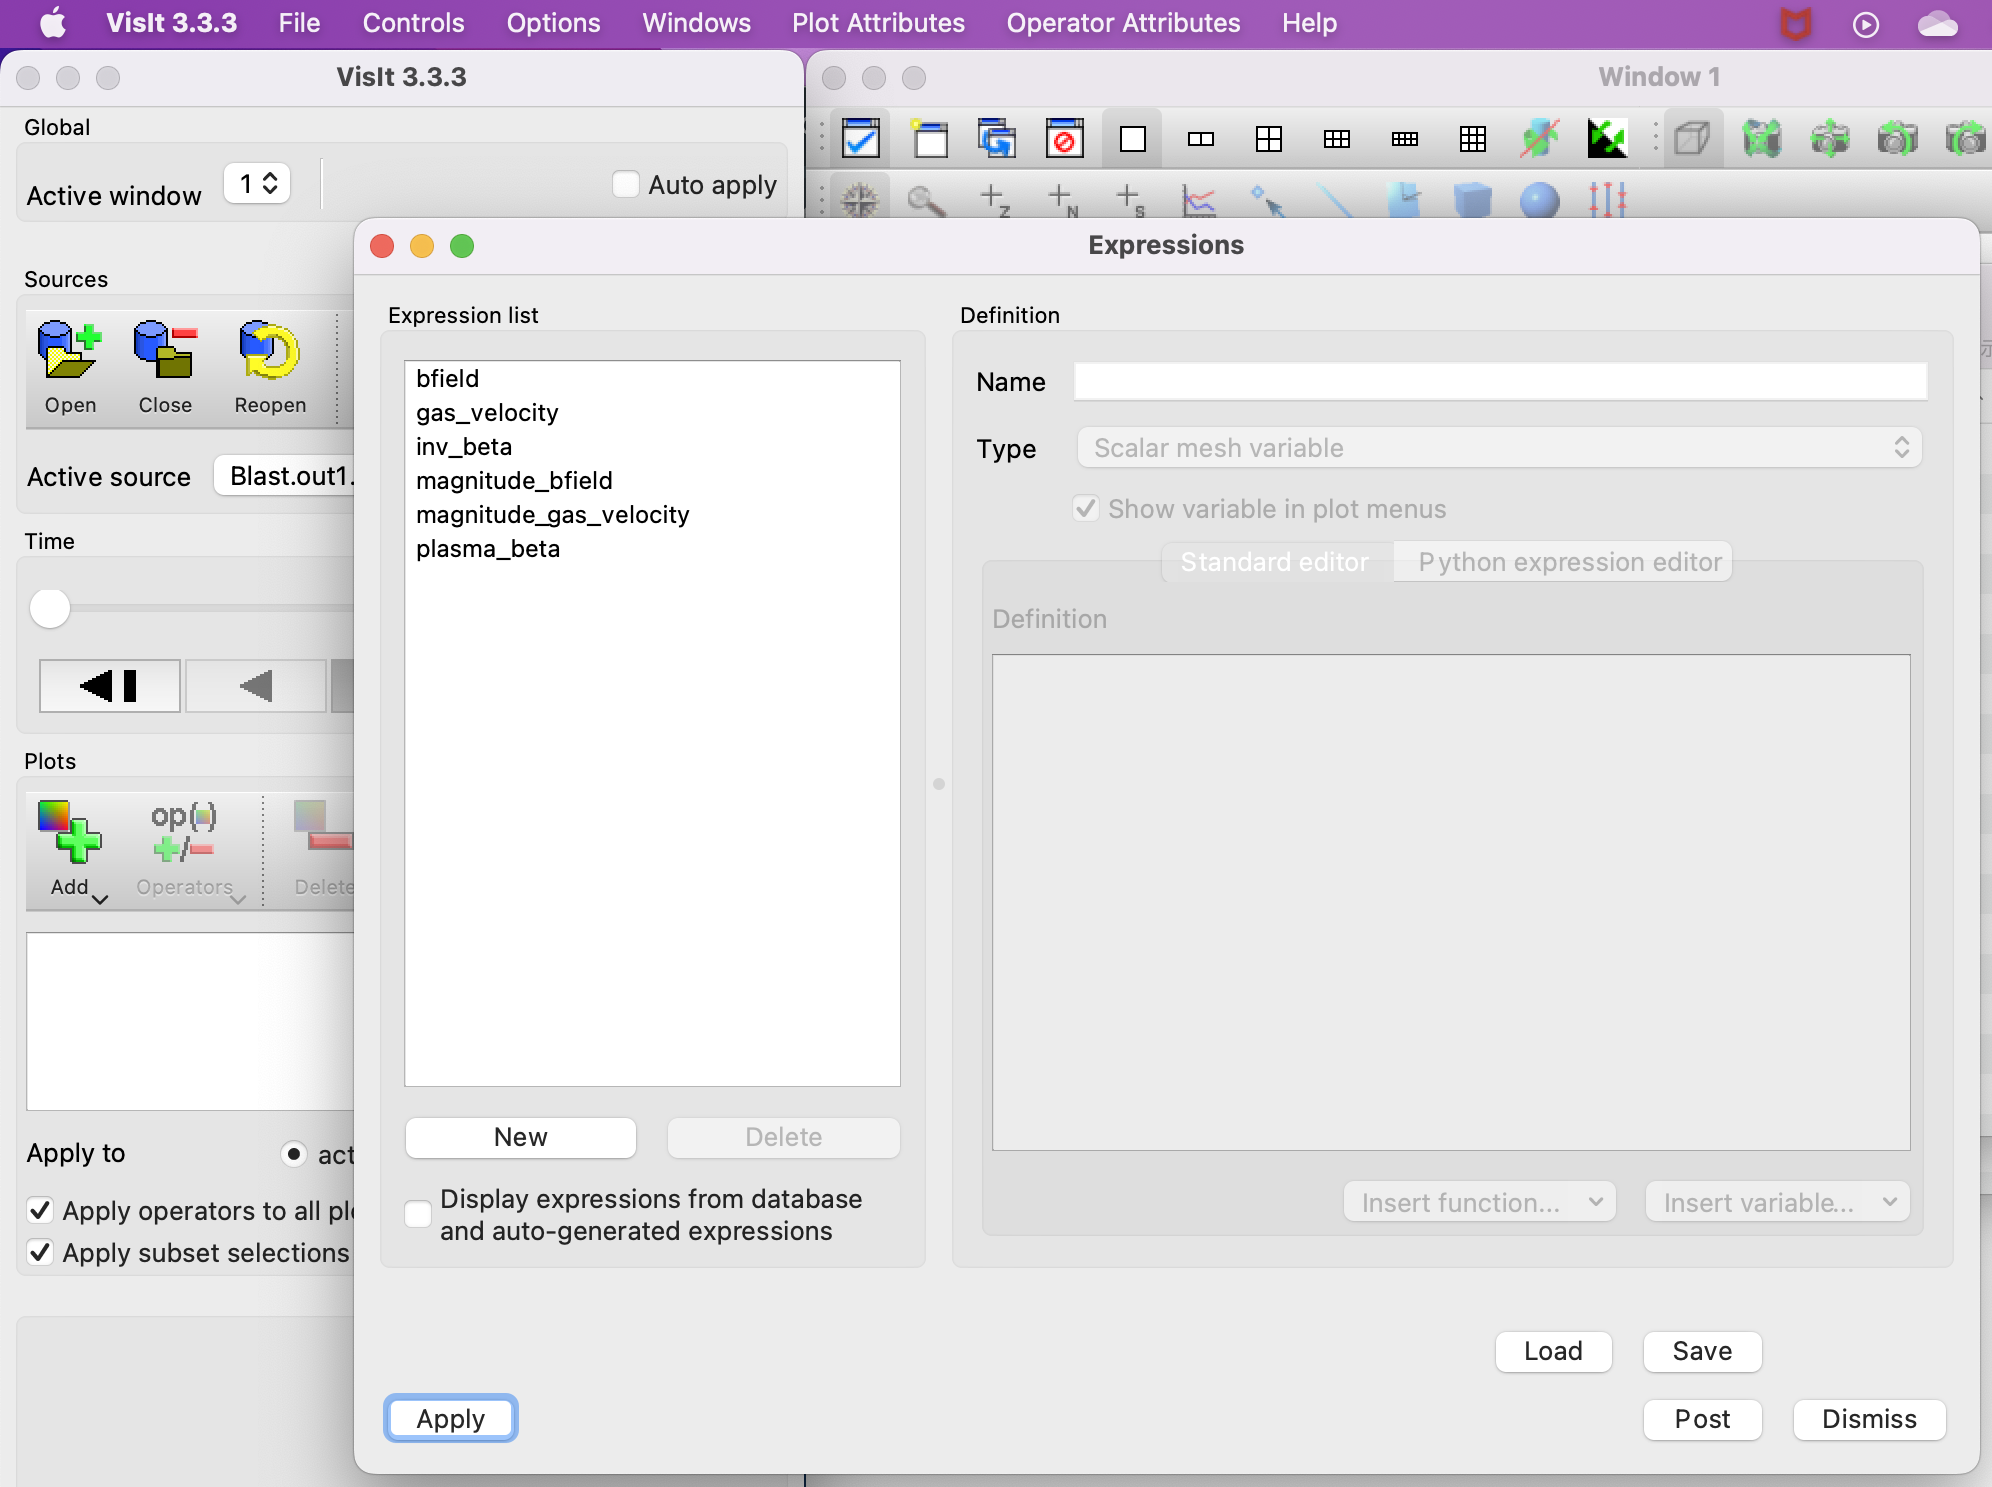 VisIt 3.3.3 File Controls Options Windows Plot Attributes Operator Attributes Help
VisIt 3.3.3
Window 1
Global
Active window 1 Auto apply
Sources
Open Close Reopen
Active source Blast.out1.
Time
Plots
op(
+/-
Add Operators Delete
Apply to act
Apply operators to all pl
Apply subset selections
Z N S
Expressions
Expression list
bfield
gas_velocity
inv_beta
magnitude_bfield
magnitude_gas_velocity
plasma_beta
New Delete
Display expressions from database
and auto-generated expressions
Definition
Name
Type Scalar mesh variable
Show variable in plot menus
Standard editor Python expression editor
Definition
Insert function... Insert variable...
Load Save
Apply Post Dismiss